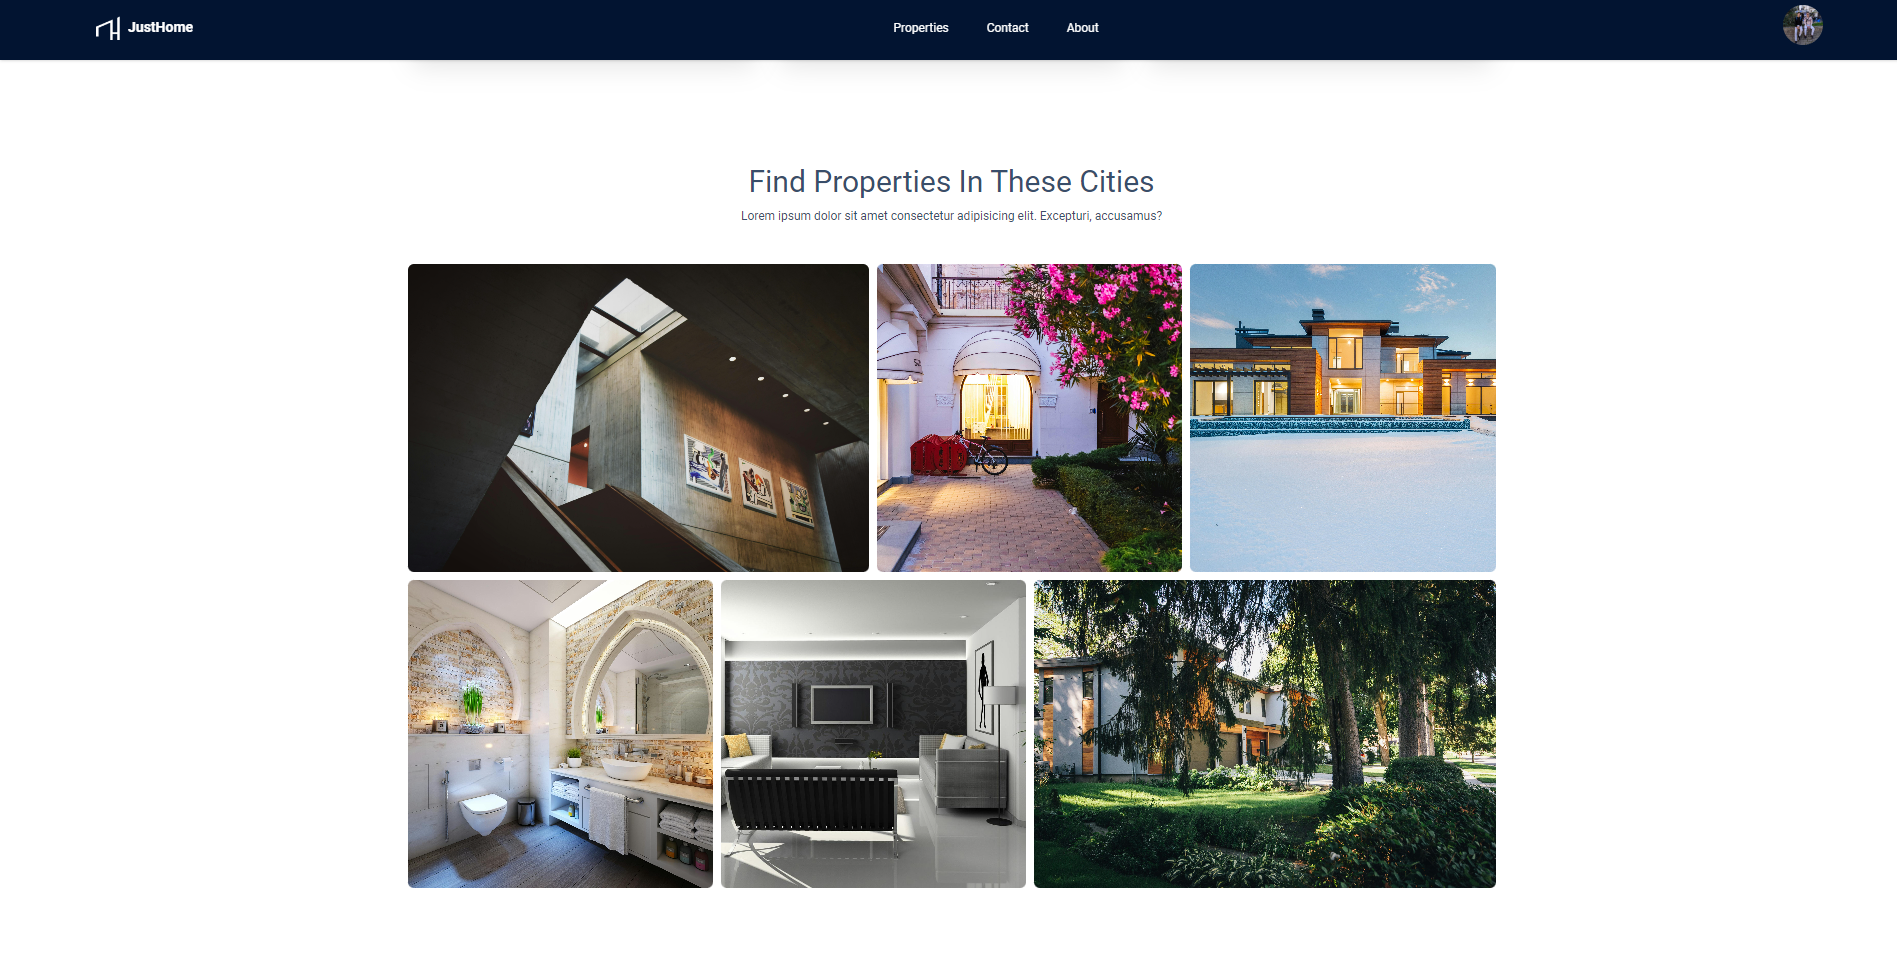 JustHome
Properties
Contact
About
Find Properties In These Cities
Lorem ipsum dolor sit amet consectetur adipisicing elit. Excepturi, accusamus?